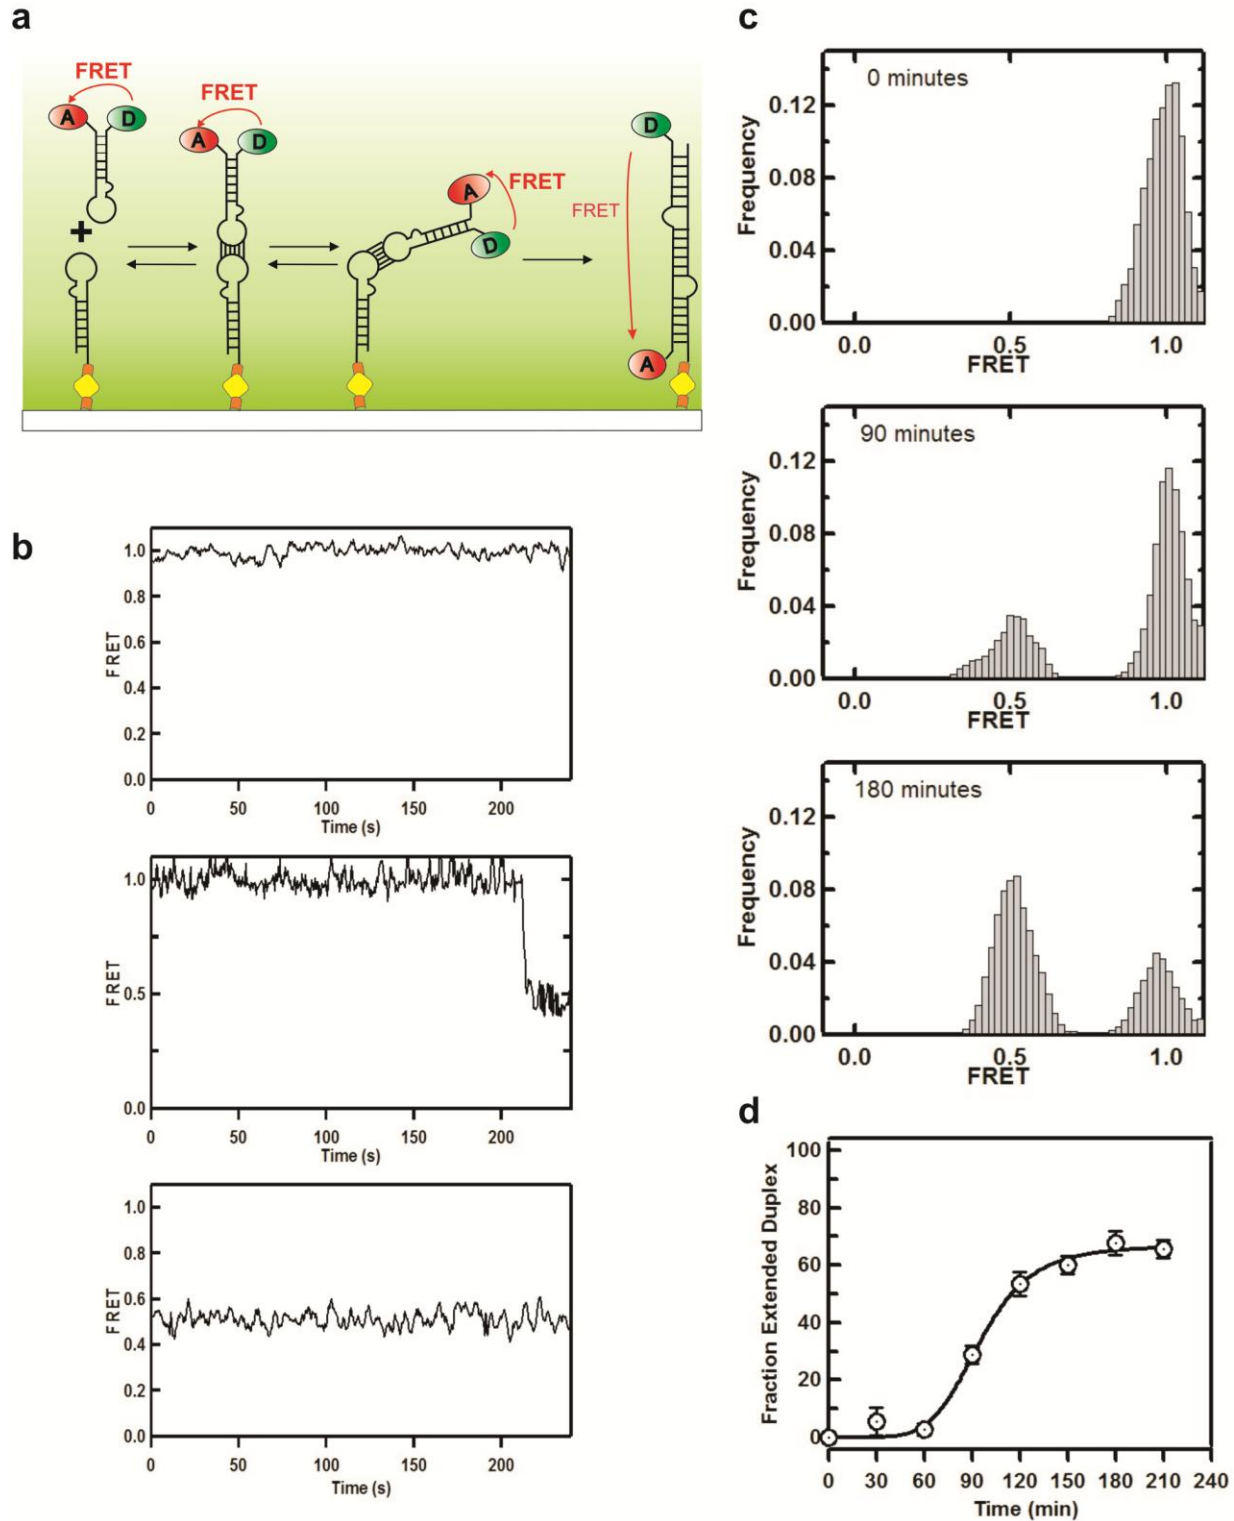 a
FRET
A
D
FRET
A
D
+
A
FRET
D
D
FRET
A
b
FRET
1.0
0.8
0.6
0.4
0.2
0.0
0
50
100
150
200
Time (s)
FRET
1.0
0.5
0.0
0
50
100
150
200
Time (s)
FRET
1.0
0.8
0.6
0.4
0.2
0.0
0
50
100
150
200
Time (s)
c
0 minutes
Frequency
0.12
0.08
0.04
0.00
0.0
0.5
1.0
FRET
90 minutes
Frequency
0.12
0.08
0.04
0.00
0.0
0.5
1.0
FRET
180 minutes
Frequency
0.12
0.08
0.04
0.00
0.0
0.5
1.0
FRET
d
Fraction Extended Duplex
100
80
60
40
20
0
0
30
60
90
120
150
180
210
240
Time (min)